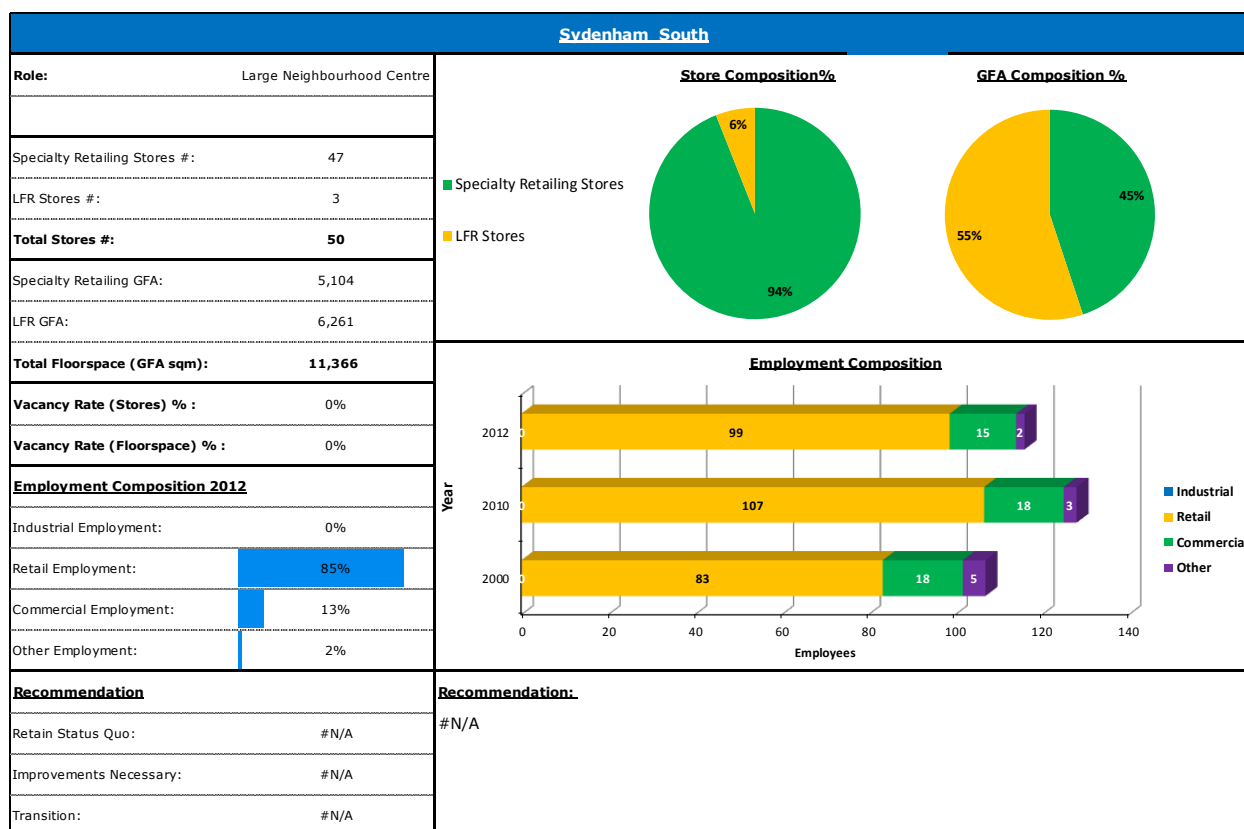 Sydenham South
Role: Large Neighbourhood Centre
Specialty Retailing Stores #: 47
LFR Stores #: 3
Total Stores #: 50
Specialty Retailing GFA: 5,104
LFR GFA: 6,261
Total Floorspace (GFA sqm): 11,366
Vacancy Rate (Stores) % : 0%
Vacancy Rate (Floorspace) % : 0%
Employment Composition 2012
Industrial Employment: 0%
Retail Employment: 85%
Commercial Employment: 13%
Other Employment: 2%
Recommendation
Retain Status Quo: #N/A
Improvements Necessary: #N/A
Transition: #N/A
Store Composition%
6%
94%
Specialty Retailing Stores
LFR Stores
GFA Composition %
45%
55%
Employment Composition
Year
2012 0 99 15 2
2010 0 107 18 3
2000 0 83 18 5
0 20 40 60 80 100 120 140
Employees
Industrial
Retail
Commercia
Other
Recommendation:
#N/A